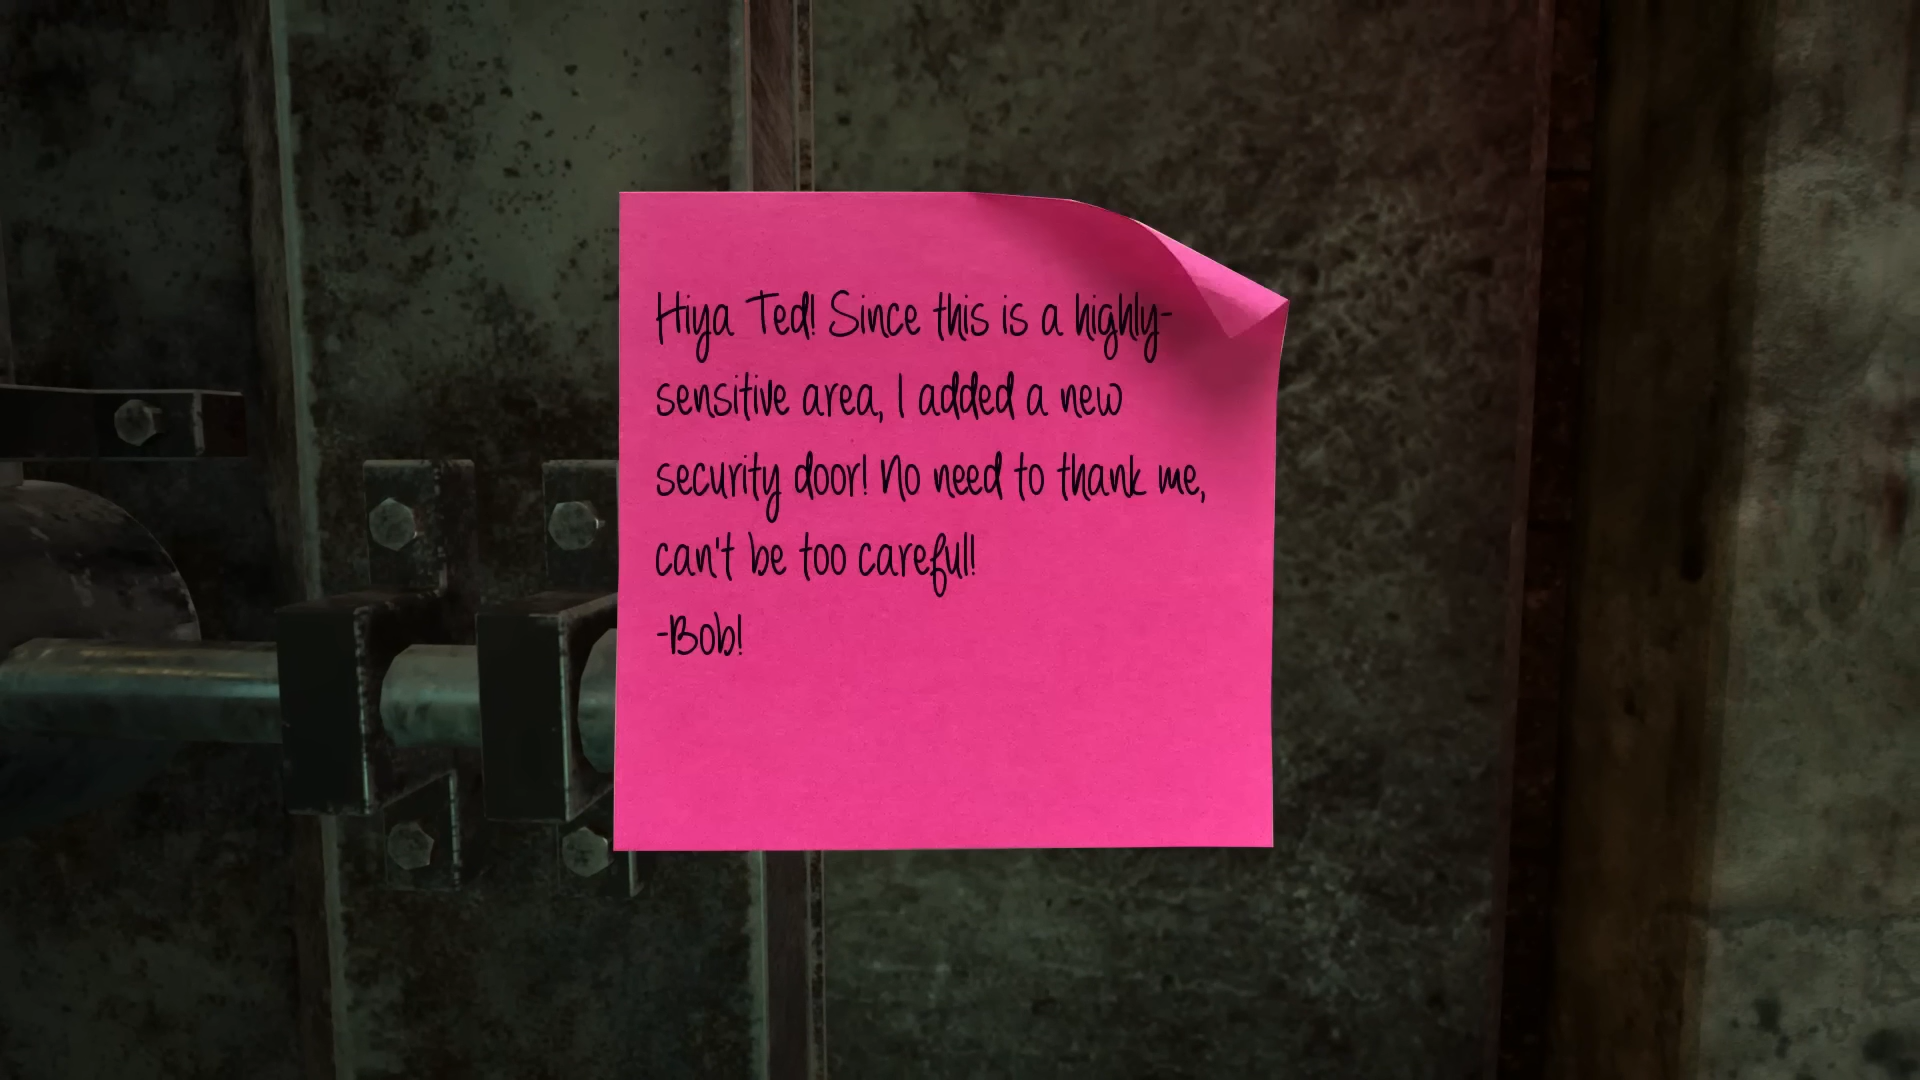 Hiya Ted! Since this is a highly-
sensitive area, I added a new
security door! No need to thank me,
can't be too careful!
-Bob!